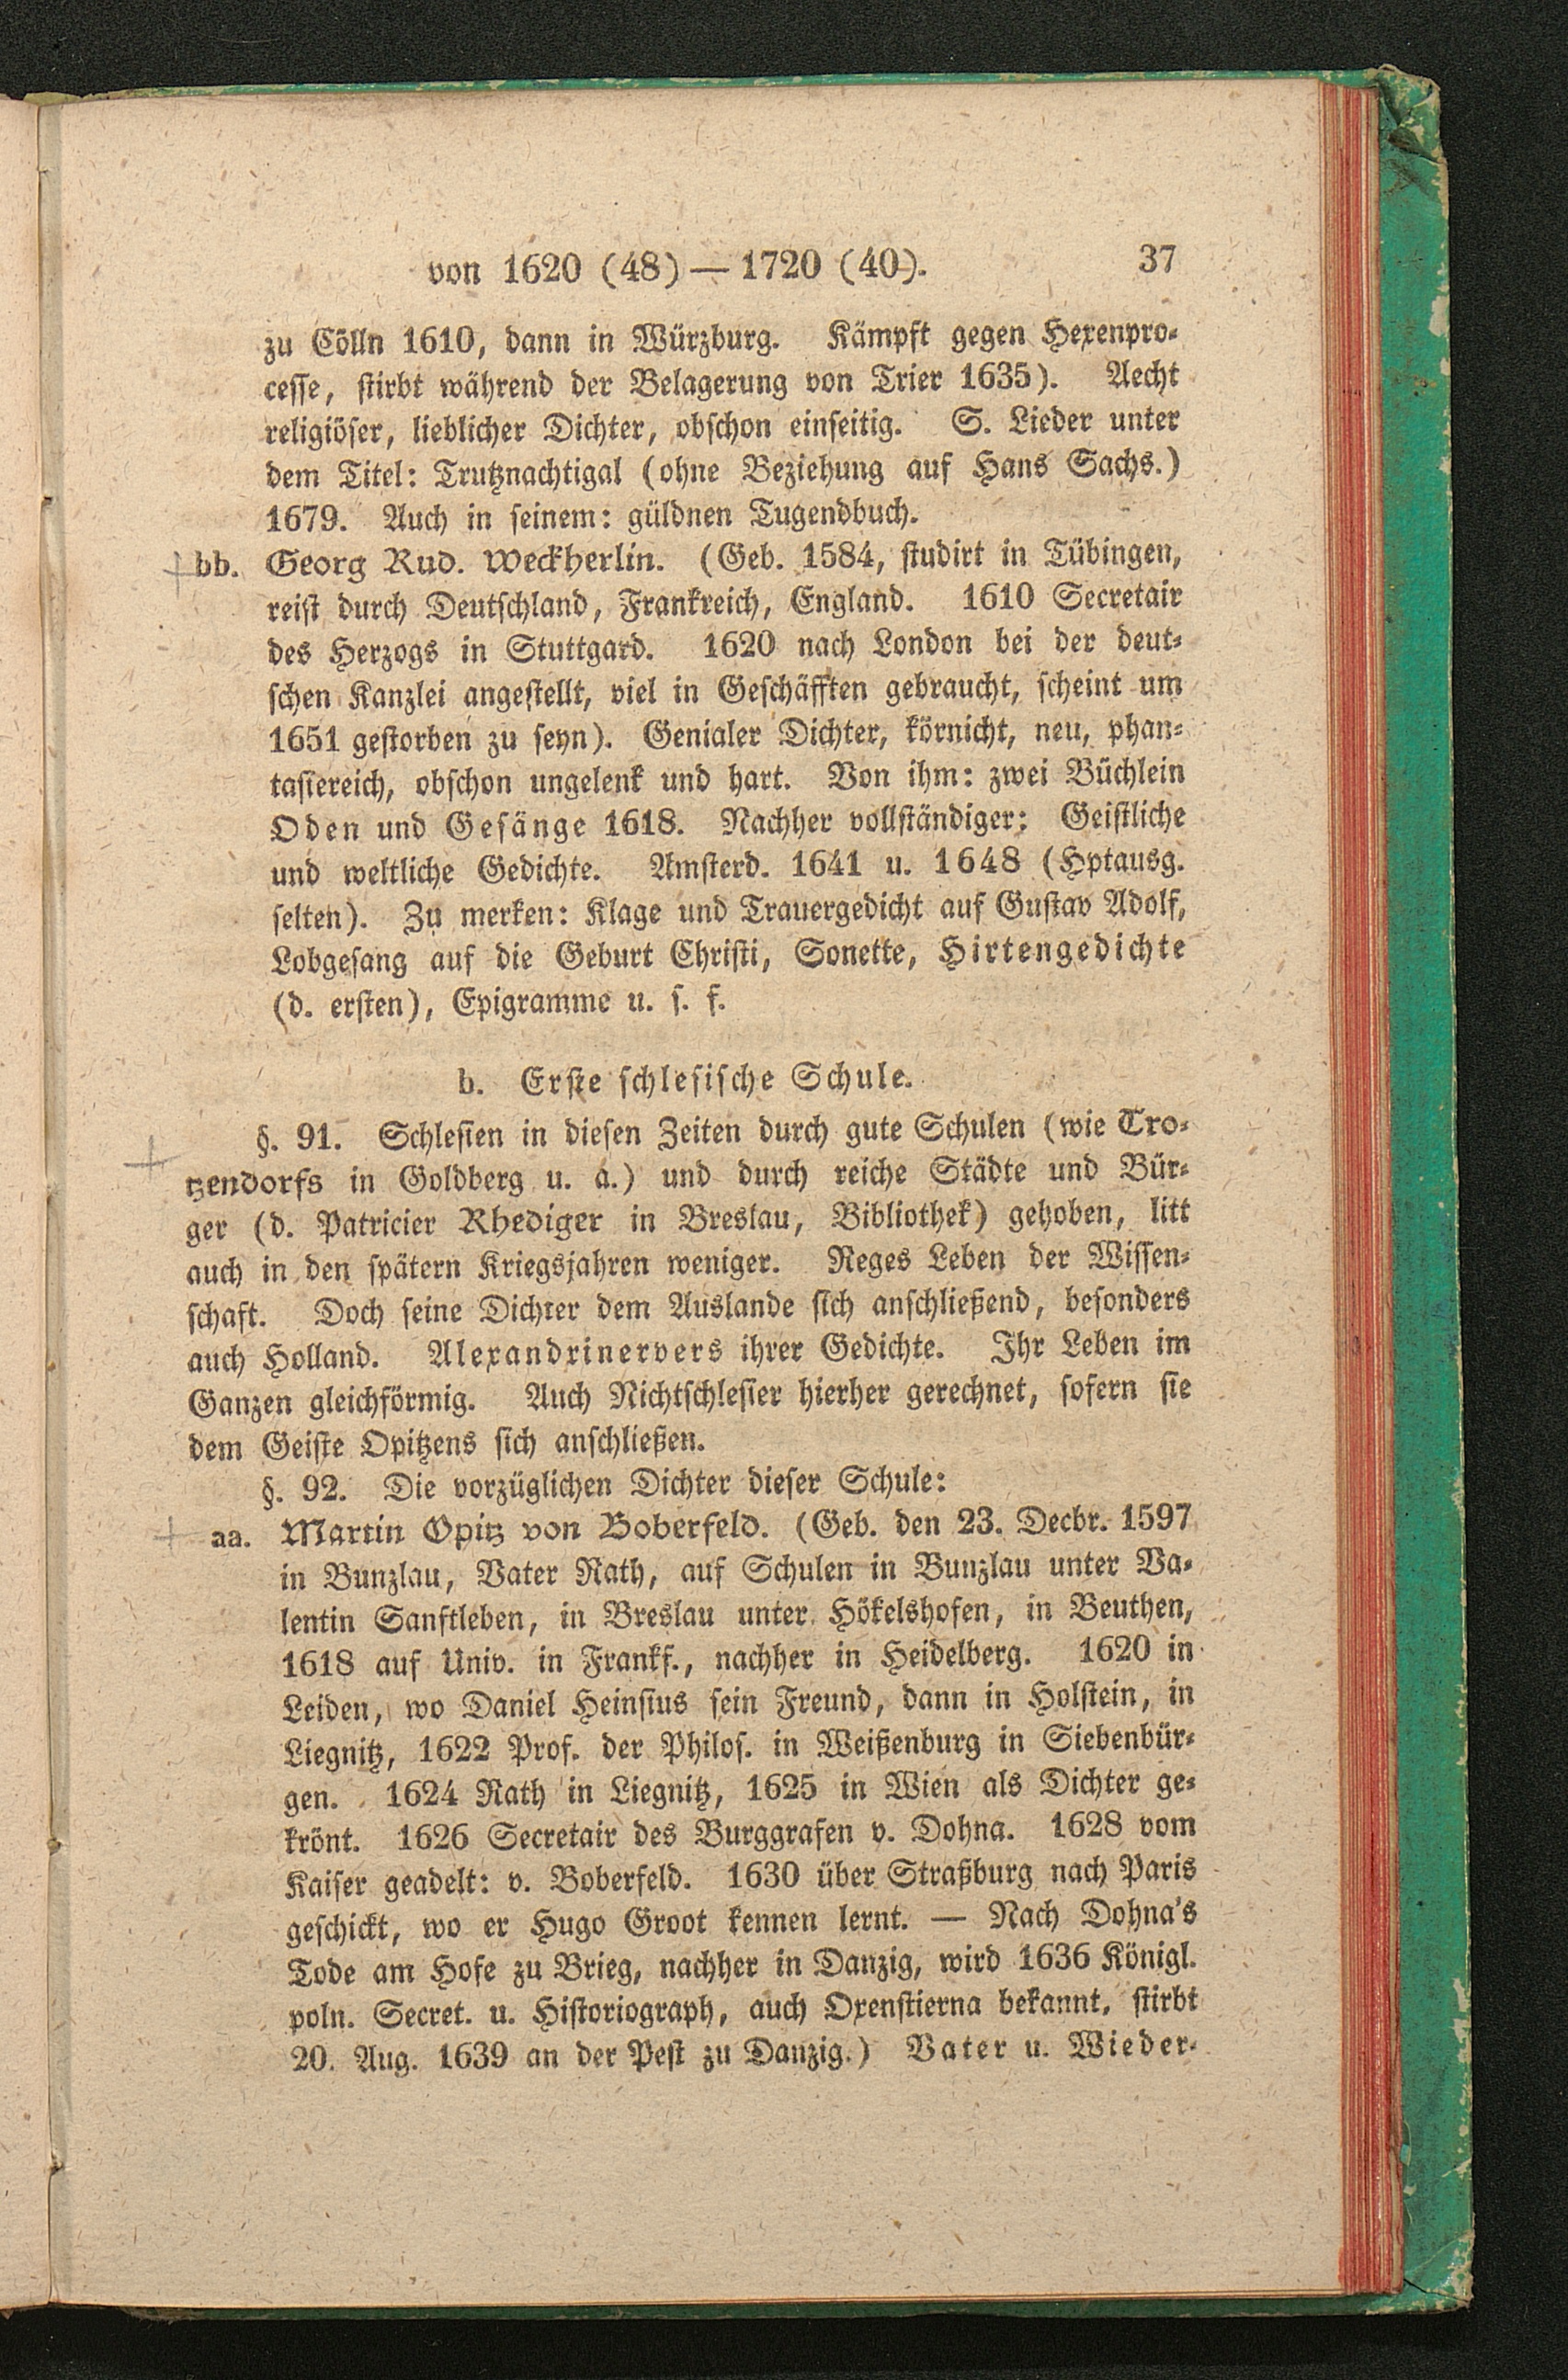 von 1620 (48) — 1720 (40). 37
zu Cölln 1610, dann in Würzburg. Kämpft gegen Hexenpro-
cesse, stirbt während der Belagerung von Trier 1635). Aecht
religiöser, lieblicher Dichter, obschon einseitig. S. Lieder unter
dem Titel: Trutznachtigal (ohne Beziehung auf Hans Sachs.)
1679. Auch in seinem: güldnen Tugendbuch.
bb. Georg Rud. Weckherlin. (Geb. 1584, studirt in Tübingen,
reist durch Deutschland, Frankreich, England. 1610 Secretair
des Herzogs in Stuttgard. 1620 nach London bei der deut-
schen Kanzlei angestellt, viel in Geschäfften gebraucht, scheint um
1651 gestorben zu seyn). Genialer Dichter, körnicht, neu, phan-
tasiereich, obschon ungelenk und hart. Von ihm: zwei Büchlein
Oden und Gesänge 1618. Nachher vollständiger: Geistliche
und weltliche Gedichte. Amsterd. 1641 u. 1648 (Hptausg.
selten). Zu merken: Klage und Trauergedicht auf Gustav Adolf,
Lobgesang auf die Geburt Christi, Sonette, Hirtengedichte
(d. ersten), Epigramme u. s. f.
b. Erste schlesische Schule.
§. 91. Schlesien in diesen Zeiten durch gute Schulen (wie Tro-
tzendorfs in Goldberg u. a.) und durch reiche Städte und Bür-
ger (d. Patricier Rhediger in Breslau, Bibliothek) gehoben, litt
auch in den spätern Kriegsjahren weniger. Reges Leben der Wissen-
schaft. Doch seine Dichter dem Auslande sich anschließend, besonders
auch Holland. Alexandrinervers ihrer Gedichte. Ihr Leben im
Ganzen gleichförmig. Auch Nichtschlesier hierher gerechnet, sofern sie
dem Geiste Opitzens sich anschließen.
§. 92. Die vorzüglichen Dichter dieser Schule:
aa. Martin Opitz von Boberfeld. (Geb. den 23. Decbr. 1597
in Bunzlau, Vater Rath, auf Schulen in Bunzlau unter Va-
lentin Sanftleben, in Breslau unter Hökelshofen, in Beuthen,
1618 auf Univ. in Frankf., nachher in Heidelberg. 1620 in
Leiden, wo Daniel Heinsius sein Freund, dann in Holstein, in
Liegnitz, 1622 Prof. der Philos. in Weißenburg in Siebenbür-
gen. 1624 Rath in Liegnitz, 1625 in Wien als Dichter ge-
krönt. 1626 Secretair des Burggrafen v. Dohna. 1628 vom
Kaiser geadelt: v. Boberfeld. 1630 über Straßburg nach Paris
geschickt, wo er Hugo Groot kennen lernt. — Nach Dohna's
Tode am Hofe zu Brieg, nachher in Danzig, wird 1636 Königl.
poln. Secret. u. Historiograph, auch Oxenstierna bekannt, stirbt
20. Aug. 1639 an der Pest zu Danzig.) Vater u. Wieder-